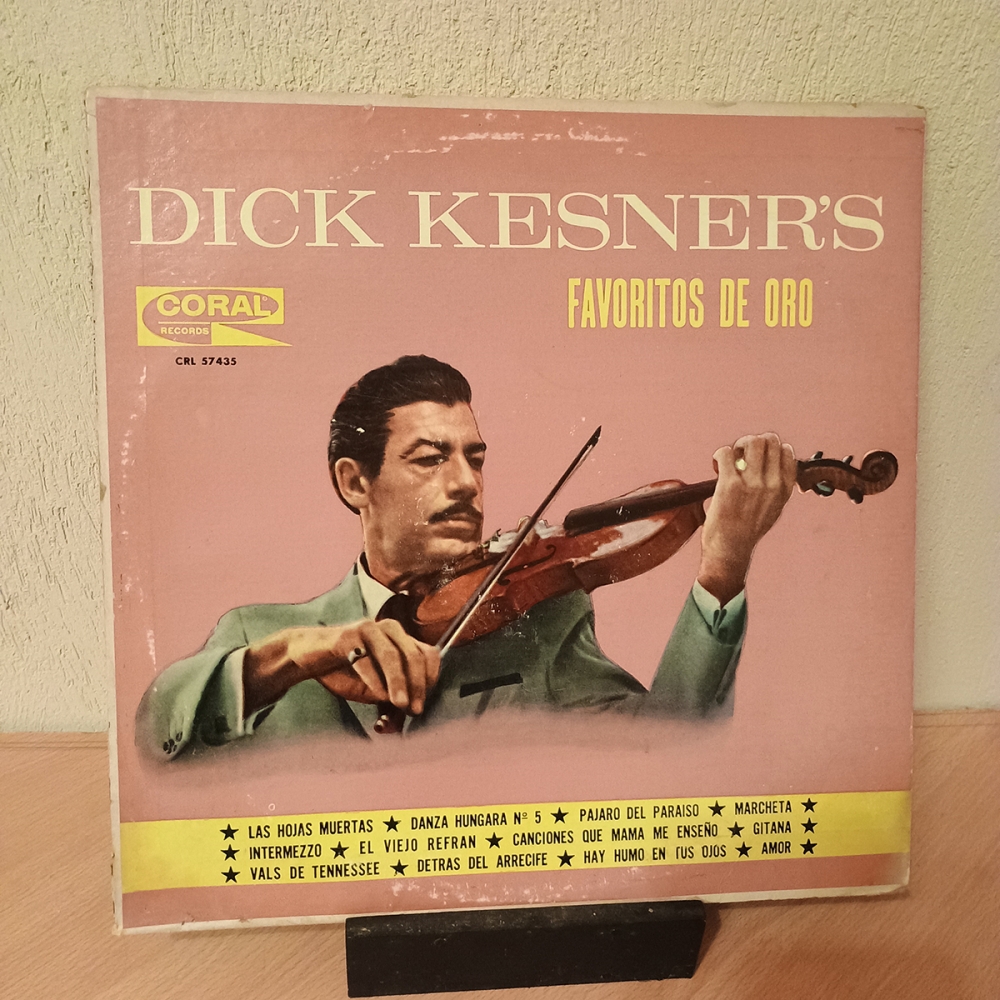 DICK KESNER'S
FAVORITOS DE ORO
CORAL
RECORDS
CRL 57435
★ LAS HOJAS MUERTAS ★ DANZA HUNGARA Nº 5 ★ PAJARO DEL PARAISO ★ MARCHETA ★
★ INTERMEZZO ★ EL VIEJO REFRAN ★ CANCIONES QUE MAMA ME ENSEÑO ★ GITANA ★
★ VALS DE TENNESSEE ★ DETRAS DEL ARRECIFE ★ HAY HUMO EN TUS OJOS ★ AMOR ★